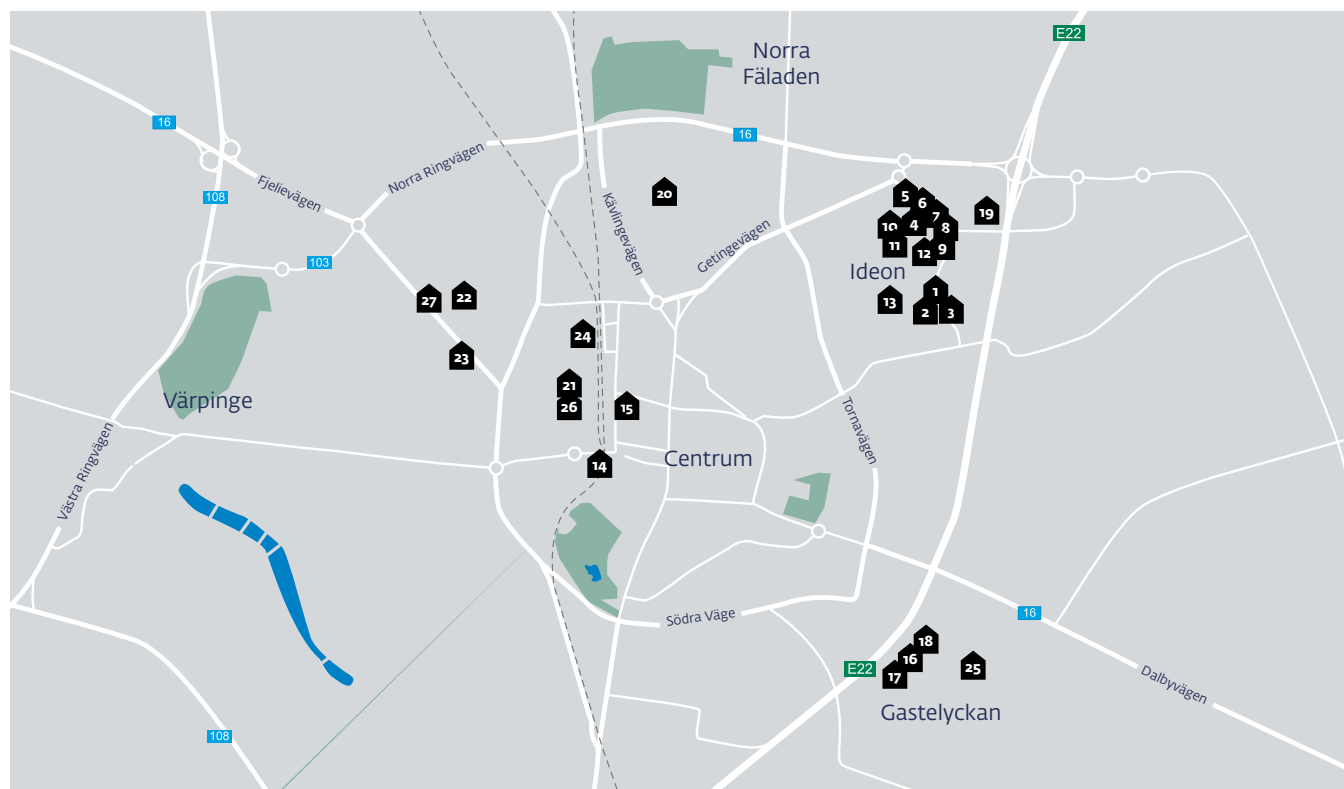 E22
Norra
Fäladen
16
16
Norra Ringvägen
Fjelievägen
108
20
Kävlingevägen
5
6
7
19
4
10
8
11
9
12
Getingevägen
103
Ideon
27
22
13
1
2
3
24
23
21
26
15
Värpinge
Tornavägen
Centrum
14
Västra Ringvägen
16
Södra Väge
18
16
17
25
E22
Dalbyvägen
Gastelyckan
108